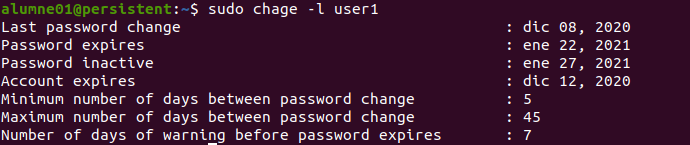 alumne01@persistent:~$ sudo chage -l user1
Last password change : dic 08, 2020
Password expires : ene 22, 2021
Password inactive : ene 27, 2021
Account expires : dic 12, 2020
Minimum number of days between password change : 5
Maximum number of days between password change : 45
Number of days of warning before password expires : 7